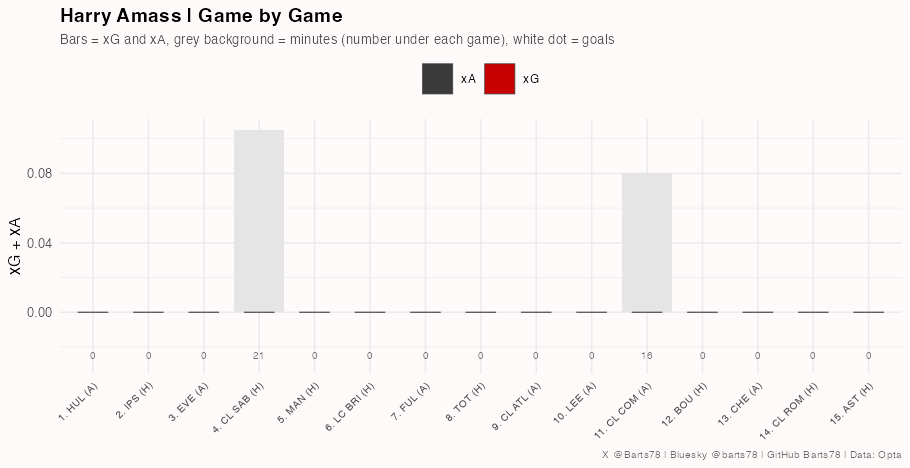 Harry Amass | Game by Game
Bars = xG and xA, grey background = minutes (number under each game), white dot = goals
xA xG
xG + xA
0.08
0.04
0.00
0 0 0 21 0 0 0 0 0 0 16 0 0 0 0
1. HUL (A)
2. IPS (H)
3. EVE (A)
4. CL SAB (H)
5. MAN (H)
6. LC BRI (H)
7. FUL (A)
8. TOT (H)
9. CL ATL (A)
10. LEE (A)
11. CL COM (A)
12. BOU (H)
13. CHE (A)
14. CL ROM (H)
15. AST (H)
X @Barts78 | Bluesky @barts78 | GitHub Barts78 | Data: Opta